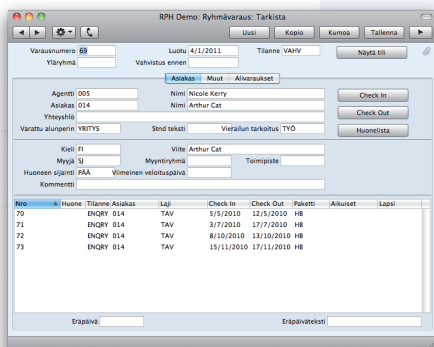 RPH Demo: Ryhmävaraus: Tarkista
Uusi Kopio Kumoa Tallenna
Varausnumero 69 Luotu 4/1/2011 Tilanne VAHV Näytä tili
Yläryhmä Vahvistus ennen
Asiakas Muut Alivaraukset
Agentti 005 Nimi Nicole Kerry Check In
Asiakas 014 Nimi Arthur Cat
Yhteyshlö Check Out
Varattu alunperin YRITYS Stnd teksti Vierailun tarkoitus TYÖ Huonelista
Kieli FI Viite Arthur Cat
Myyjä SJ Myyntiryhmä Toimipiste
Huoneen sijainti PÄÄ Viimeinen veloituspäivä
Kommentti
Nro Huone Tilanne Asiakas Laji Check In Check Out Paketti Aikuiset Lapsi
70 ENQRY 014 TAV 5/5/2010 12/5/2010 HB
71 ENQRY 014 TAV 3/7/2010 17/7/2010 HB
72 ENQRY 014 TAV 8/10/2010 13/10/2010 HB
73 ENQRY 014 TAV 15/11/2010 17/11/2010 HB
Eräpäivä Eräpäiväteksti